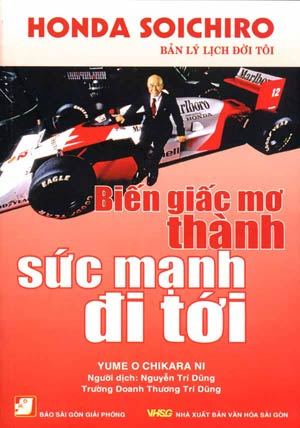 HONDA SOICHIRO
BẢN LÝ LỊCH ĐỜI TÔI
Marlboro
Marlboro
12
EAGLE
Biến giấc mơ
thành
sức mạnh
đi tới
YUME O CHIKARA NI
Người dịch: Nguyễn Trí Dũng
Trường Doanh Thương Trí Dũng
BÁO SÀI GÒN GIẢI PHÓNG
VHSG NHÀ XUẤT BẢN VĂN HÓA SÀI GÒN